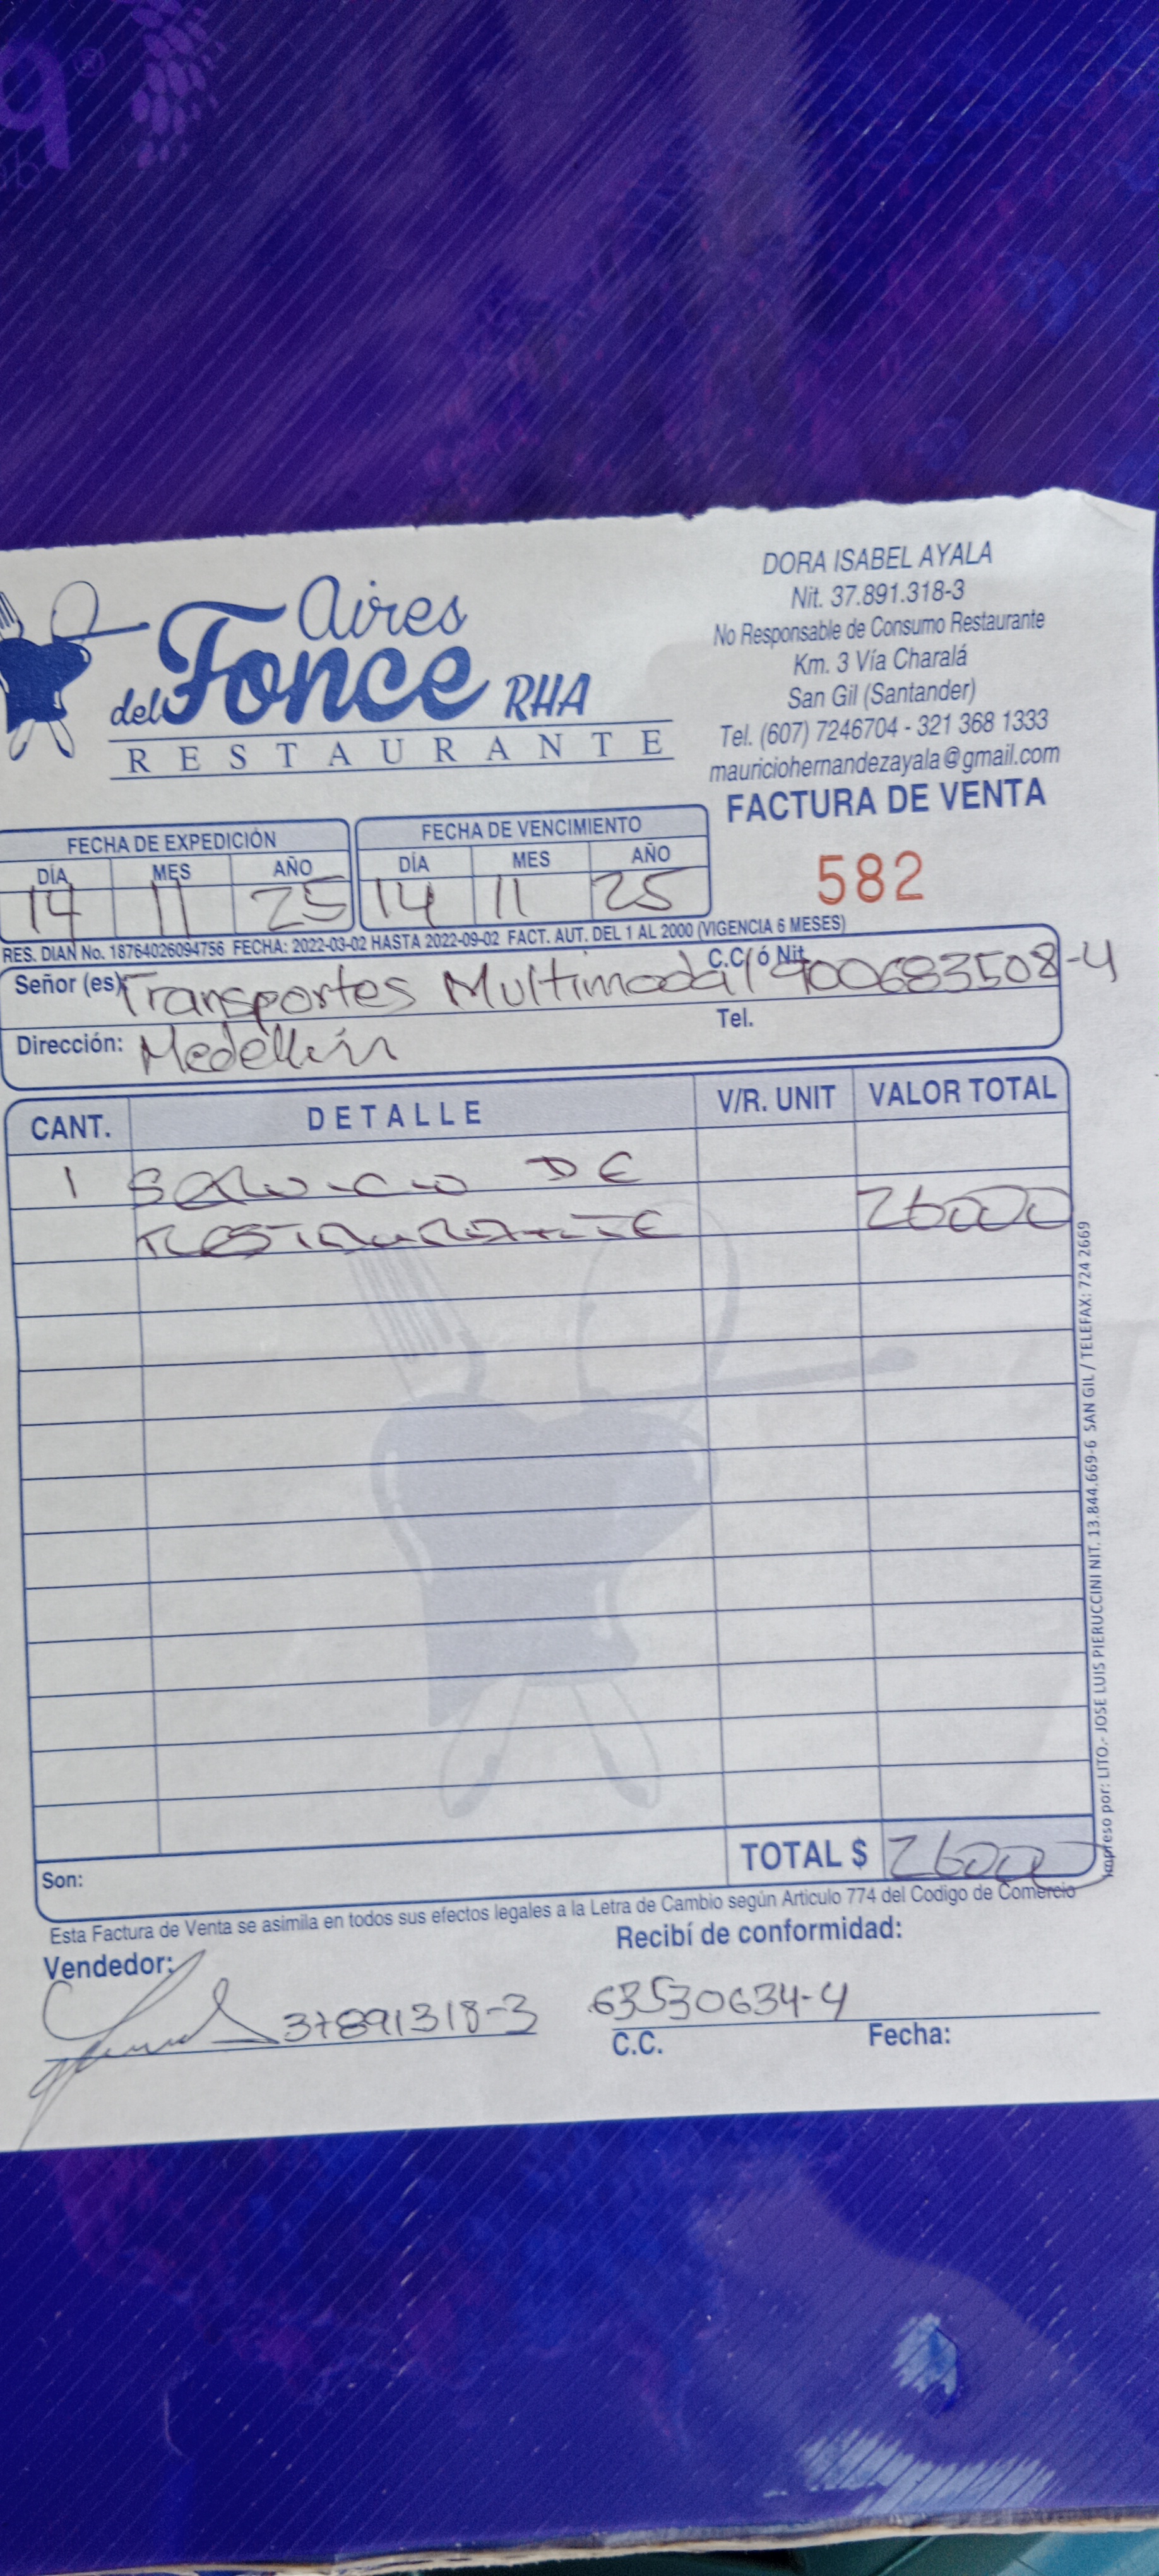 Aires
del Fonce RHA
RESTAURANTE
DORA ISABEL AYALA
Nit. 37.891.318-3
No Responsable de Consumo Restaurante
Km. 3 Vía Charalá
San Gil (Santander)
Tel. (607) 7246704 - 321 368 1333
mauriciohernandezayala@gmail.com
FACTURA DE VENTA
582
FECHA DE EXPEDICIÓN
DÍA MES AÑO
14 11 25
FECHA DE VENCIMIENTO
DÍA MES AÑO
14 11 25
RES. DIAN No. 18764026094756 FECHA: 2022-03-02 HASTA 2022-09-02 FACT. AUT. DEL 1 AL 2000 (VIGENCIA 6 MESES)
Señor (es): Transportes Multimodal C.C. ó Nit. 900683508-4
Dirección: Medellín Tel.
CANT. DETALLE V/R. UNIT VALOR TOTAL
1 SERVICIO DE
RESTAURANTE 26000
TOTAL $ 26000
Son:
Esta Factura de Venta se asimila en todos sus efectos legales a la Letra de Cambio según Articulo 774 del Codigo de Comercio
Vendedor: 37891318-3
Recibí de conformidad:
63530634-4
C.C. Fecha:
Impreso por: LITO.- JOSE LUIS PIERUCCINI NIT. 13.844.669-6 SAN GIL / TELEFAX: 724 2669